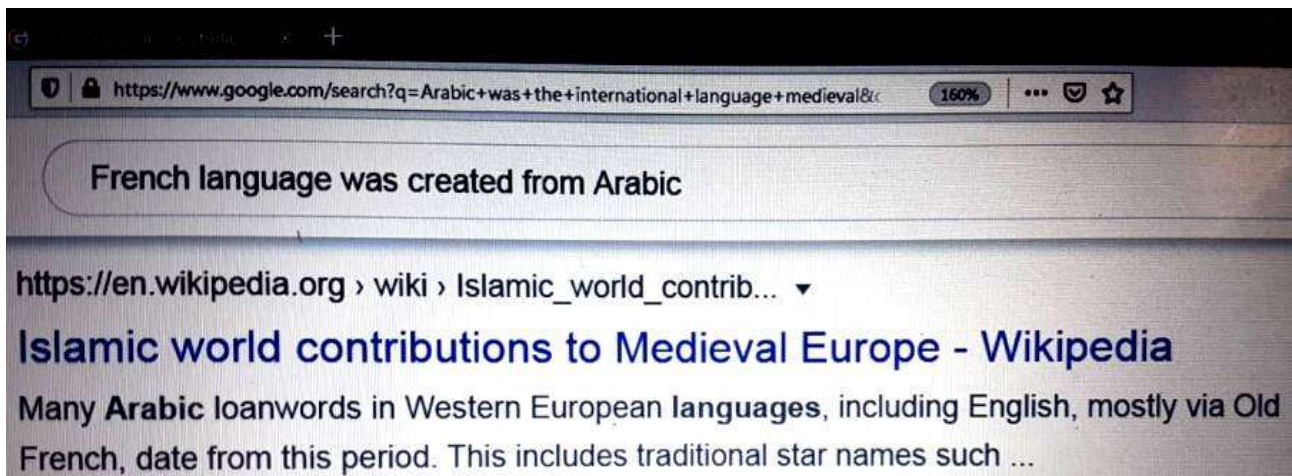 https://www.google.com/search?q=Arabic+was+the+international+language+medieval& 160%
French language was created from Arabic
https://en.wikipedia.org › wiki › Islamic_world_contrib...
Islamic world contributions to Medieval Europe - Wikipedia
Many Arabic loanwords in Western European languages, including English, mostly via Old
French, date from this period. This includes traditional star names such ...